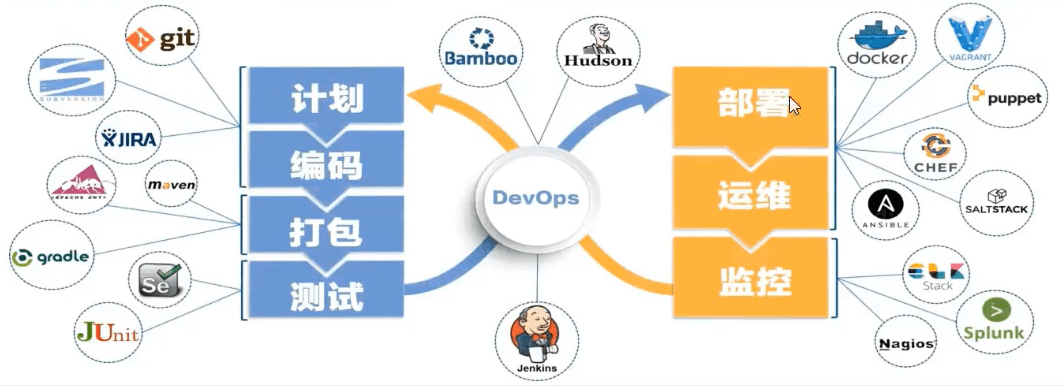 git
SUBVERSION
JIRA
APACHE ANT
maven
gradle
Se
JUnit
计划
编码
打包
测试
Bamboo
Hudson
DevOps
Jenkins
部署
运维
监控
docker
VAGRANT
puppet
CHEF
SALTSTACK
ANSIBLE
ELK
Stack
Splunk
Nagios